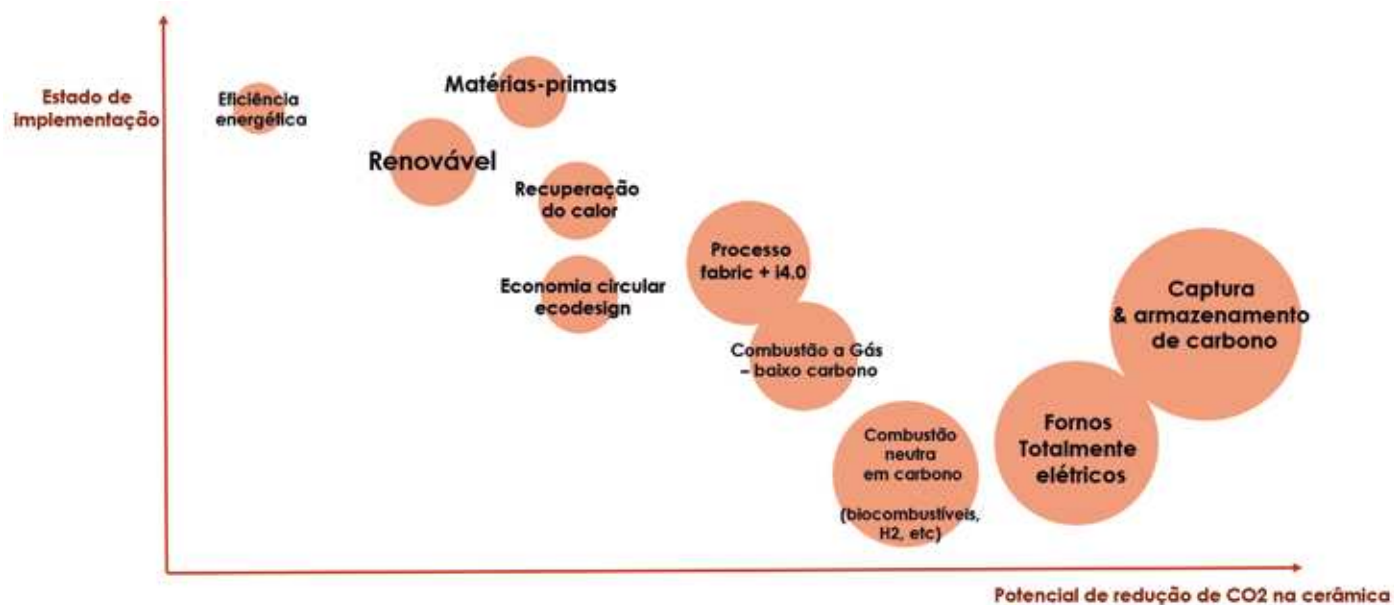 Estado de
implementação
Eficiência
energética
Matérias-primas
Renovável
Recuperação
do calor
Economia circular
ecodesign
Processo
fabric + i4.0
Combustão a Gás
– baixo carbono
Combustão
neutra
em carbono
(biocombustíveis,
H2, etc)
Fornos
Totalmente
elétricos
Captura
& armazenamento
de carbono
Potencial de redução de CO2 na cerâmica